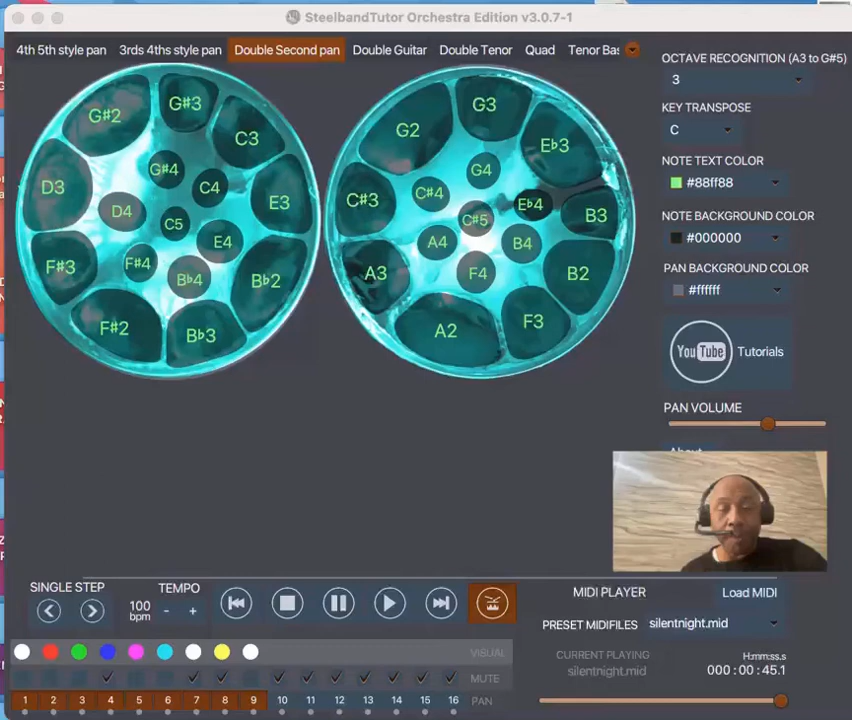 SteelbandTutor Orchestra Edition v3.0.7-1
4th 5th style pan 3rds 4ths style pan Double Second pan Double Guitar Double Tenor Quad Tenor Bas
OCTAVE RECOGNITION (A3 to G#5)
3
KEY TRANSPOSE
C
NOTE TEXT COLOR
#88ff88
NOTE BACKGROUND COLOR
#000000
PAN BACKGROUND COLOR
#ffffff
YouTube Tutorials
PAN VOLUME
About
G#2 G#3 C3
D3 G#4 C4 E3
D4 C5 E4
F#3 F#4 B♭4 B♭2
F#2 B♭3
G2 G3 E♭3
C#3 C#4 G4 E♭4 B3
C#5
A4 B4
A3 F4 B2
A2 F3
SINGLE STEP TEMPO
100 - +
bpm
MIDI PLAYER Load MIDI
PRESET MIDIFILES silentnight.mid
CURRENT PLAYING H:mm:ss.s
silentnight.mid 000:00:45.1
VISUAL
MUTE
1 2 3 4 5 6 7 8 9 10 11 12 13 14 15 16 PAN